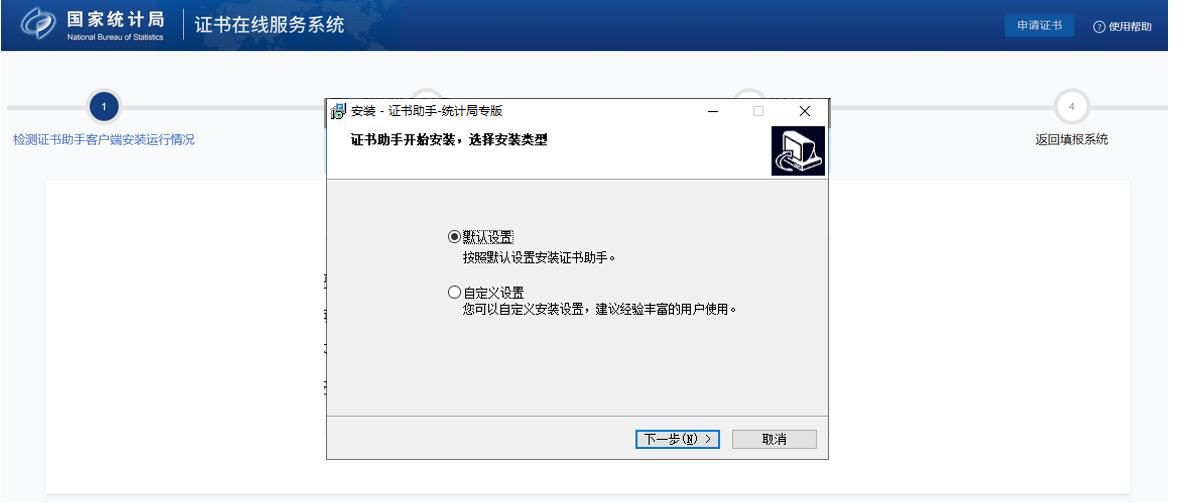 国家统计局
National Bureau of Statistics
证书在线服务系统
申请证书
? 使用帮助
1
4
检测证书助手客户端安装运行情况
返回填报系统
安装 - 证书助手-统计局专版
证书助手开始安装，选择安装类型
默认设置
按照默认设置安装证书助手。
自定义设置
您可以自定义安装设置，建议经验丰富的用户使用。
下一步(N) >
取消